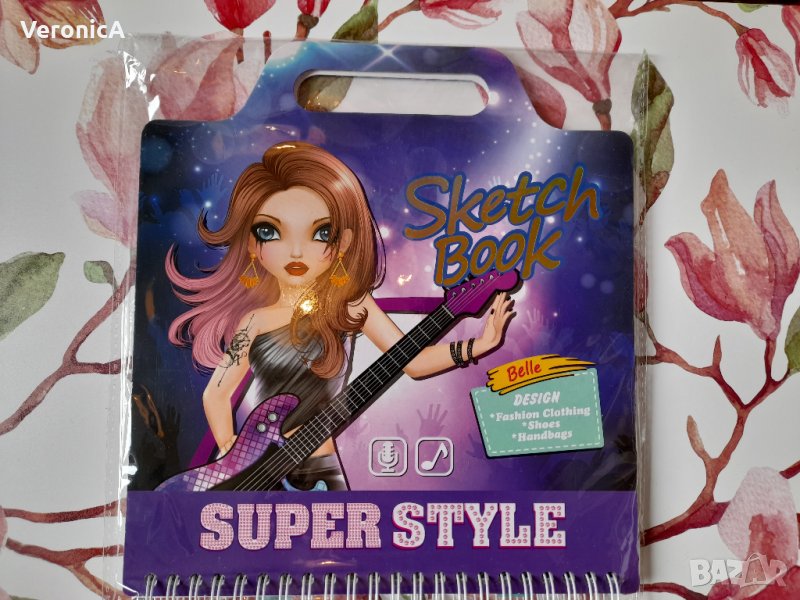 VeronicA
Sketch
Book
Belle
DESIGN
*Fashion Clothing
*Shoes
*Handbags
SUPER STYLE
BAZAR